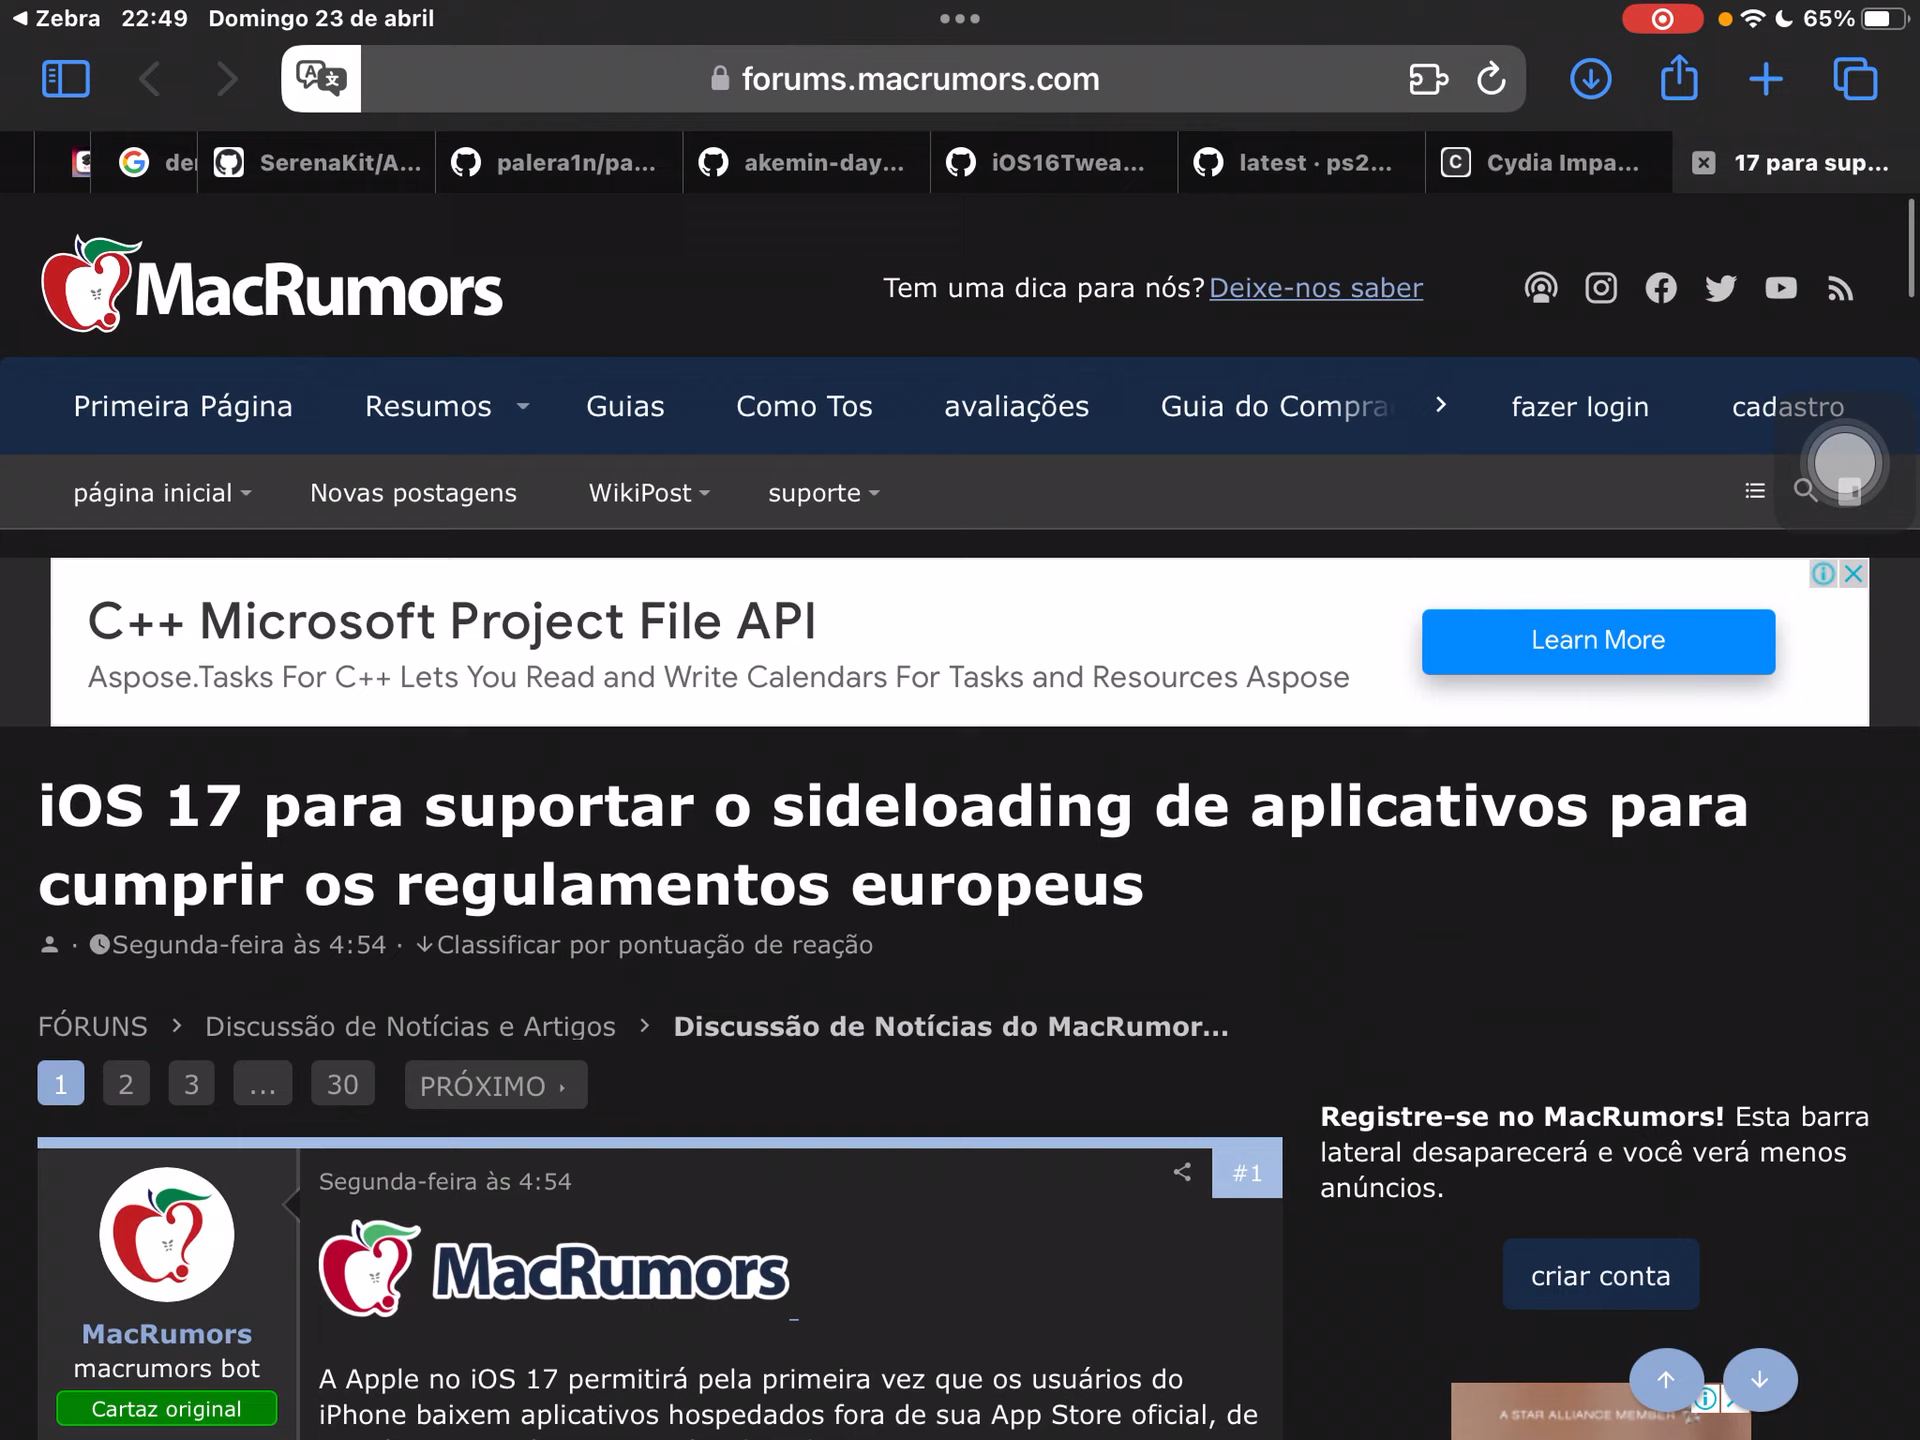 Zebra 22:49 Domingo 23 de abril 65%
forums.macrumors.com
de SerenaKit/A... palera1n/pa... akemin-day... iOS16Twea... latest · ps2... Cydia Impa... 17 para sup...
MacRumors
Tem uma dica para nós? Deixe-nos saber
Primeira Página Resumos Guias Como Tos avaliações Guia do Compra fazer login cadastro
página inicial Novas postagens WikiPost suporte
C++ Microsoft Project File API
Aspose.Tasks For C++ Lets You Read and Write Calendars For Tasks and Resources Aspose
Learn More
iOS 17 para suportar o sideloading de aplicativos para
cumprir os regulamentos europeus
· Segunda-feira às 4:54 · ↓Classificar por pontuação de reação
FÓRUNS > Discussão de Notícias e Artigos > Discussão de Notícias do MacRumor...
1 2 3 ... 30 PRÓXIMO
Segunda-feira às 4:54
#1
MacRumors
MacRumors
macrumors bot
Cartaz original
A Apple no iOS 17 permitirá pela primeira vez que os usuários do
iPhone baixem aplicativos hospedados fora de sua App Store oficial, de
Registre-se no MacRumors! Esta barra
lateral desaparecerá e você verá menos
anúncios.
criar conta
A STAR ALLIANCE MEMBER